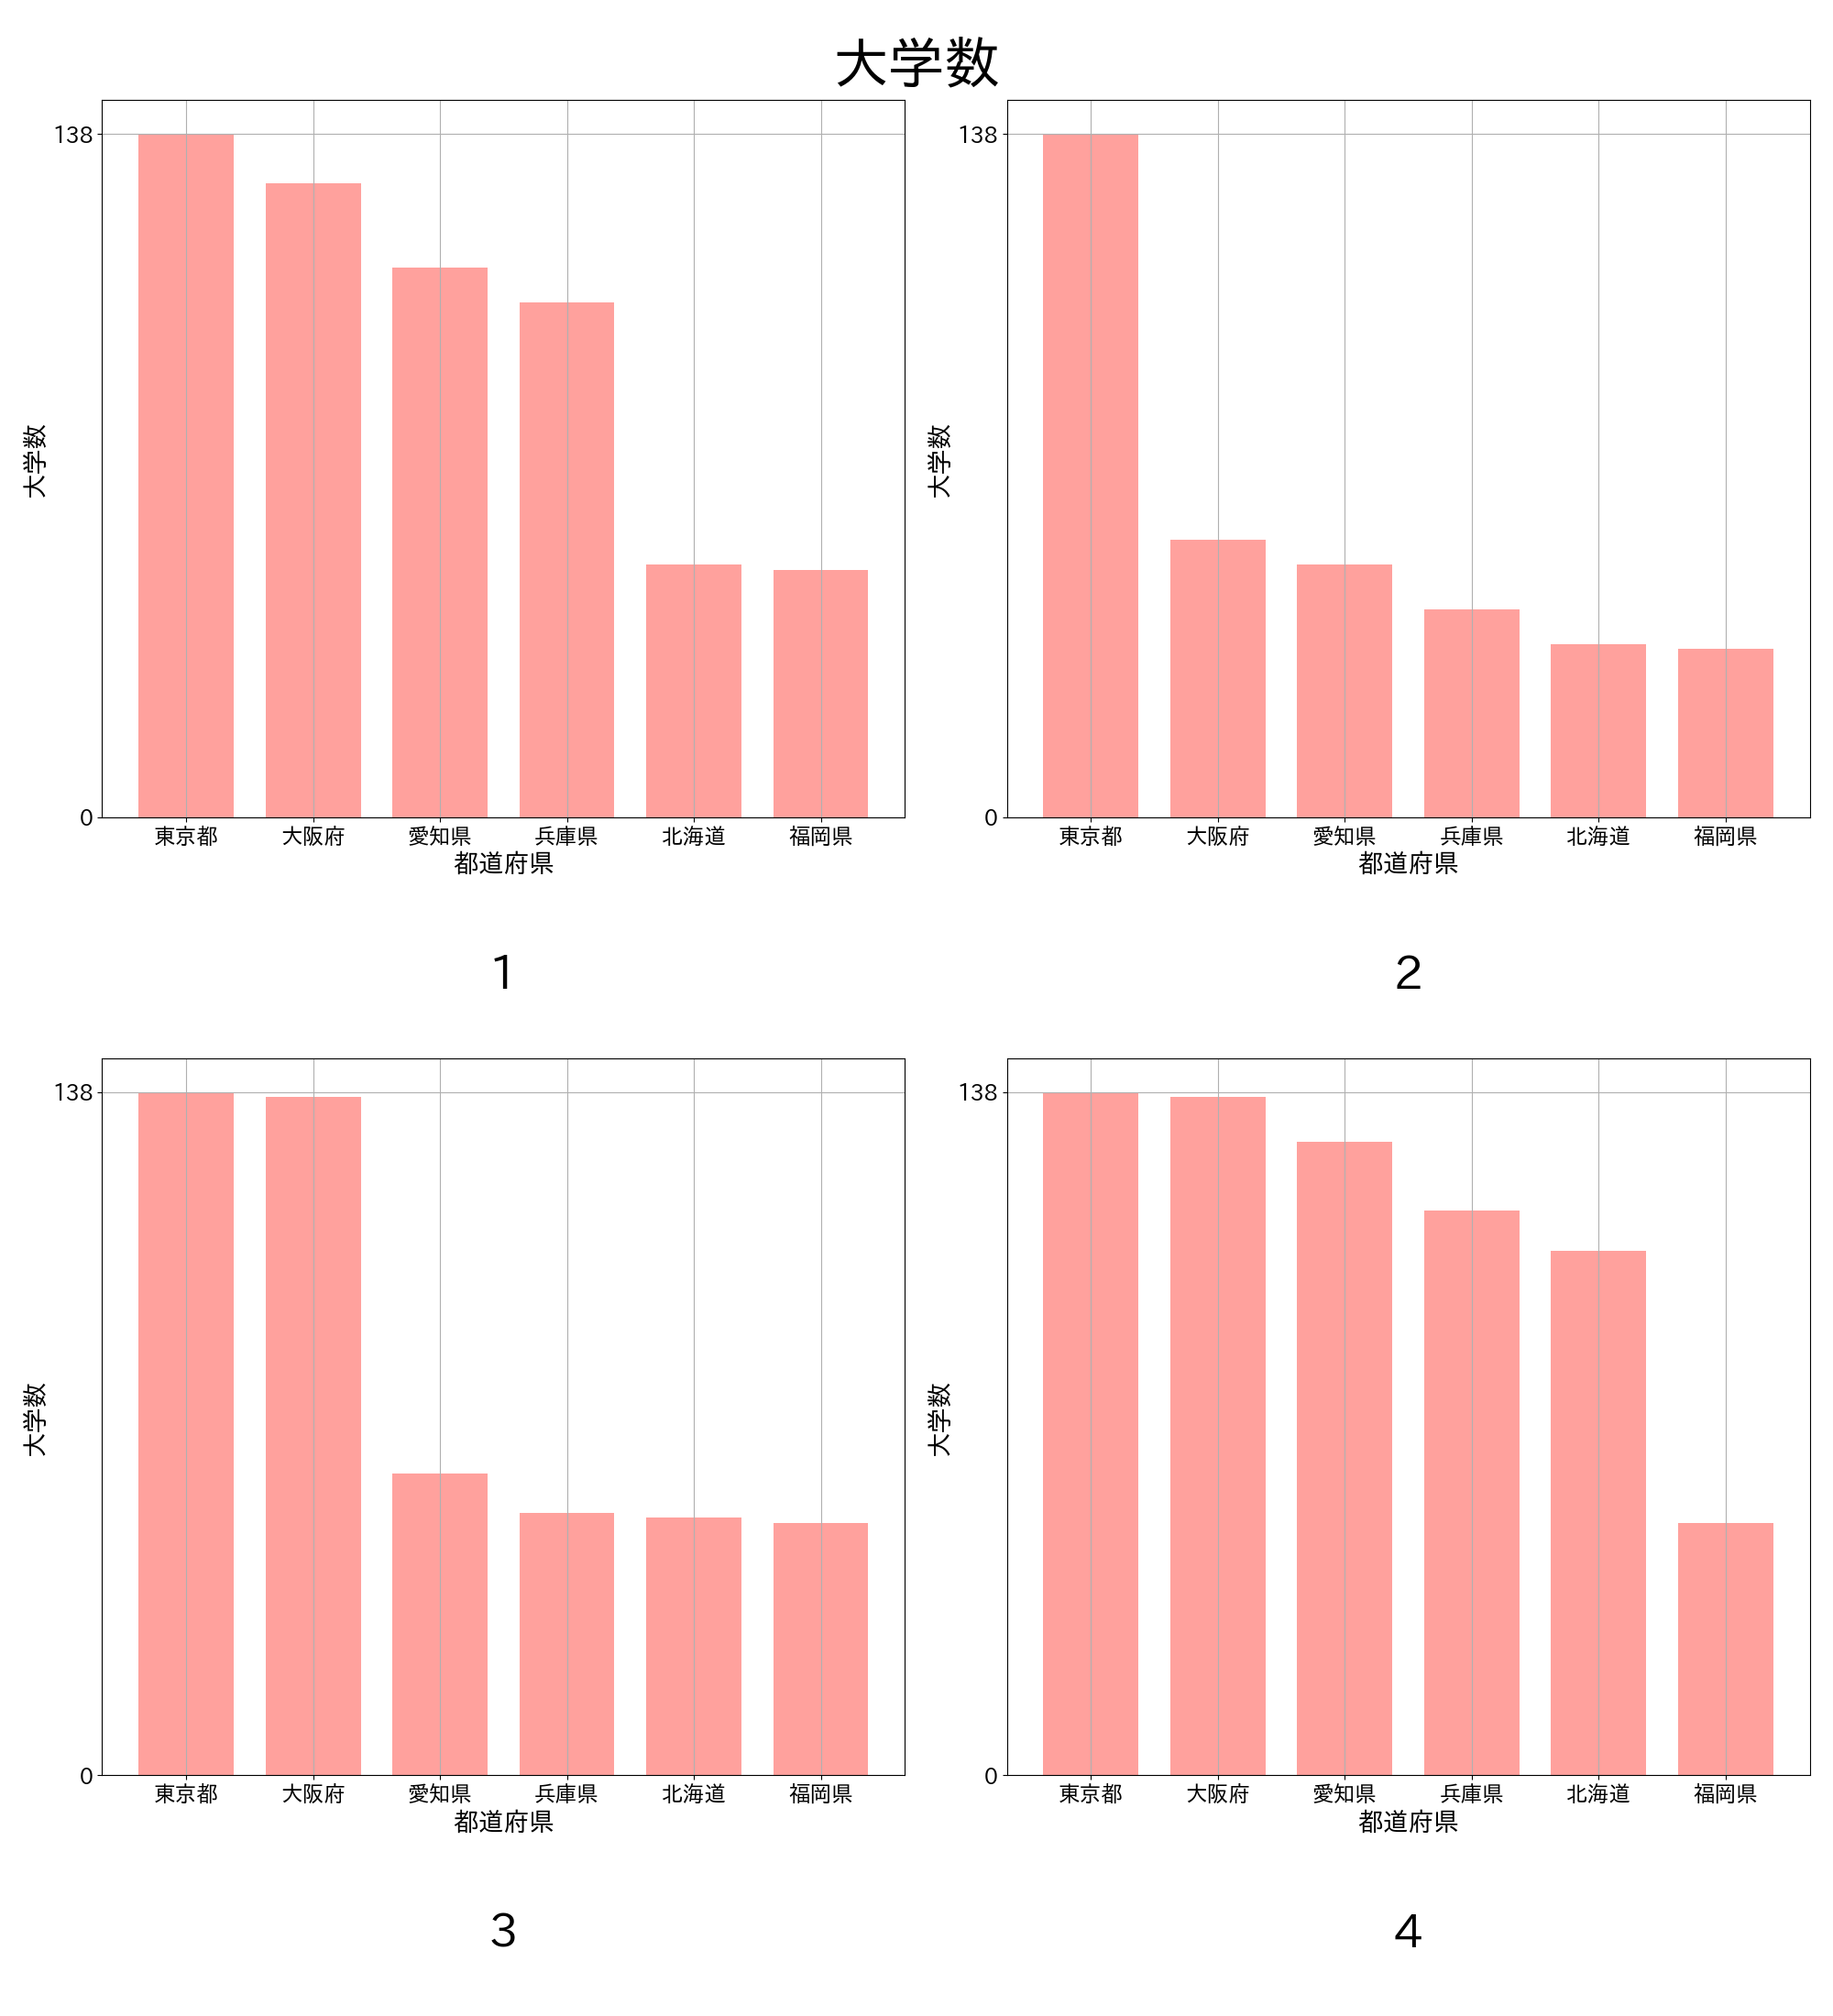 大学数
138
0
大学数
東京都 大阪府 愛知県 兵庫県 北海道 福岡県
都道府県
1
138
0
大学数
東京都 大阪府 愛知県 兵庫県 北海道 福岡県
都道府県
2
138
0
大学数
東京都 大阪府 愛知県 兵庫県 北海道 福岡県
都道府県
3
138
0
大学数
東京都 大阪府 愛知県 兵庫県 北海道 福岡県
都道府県
4